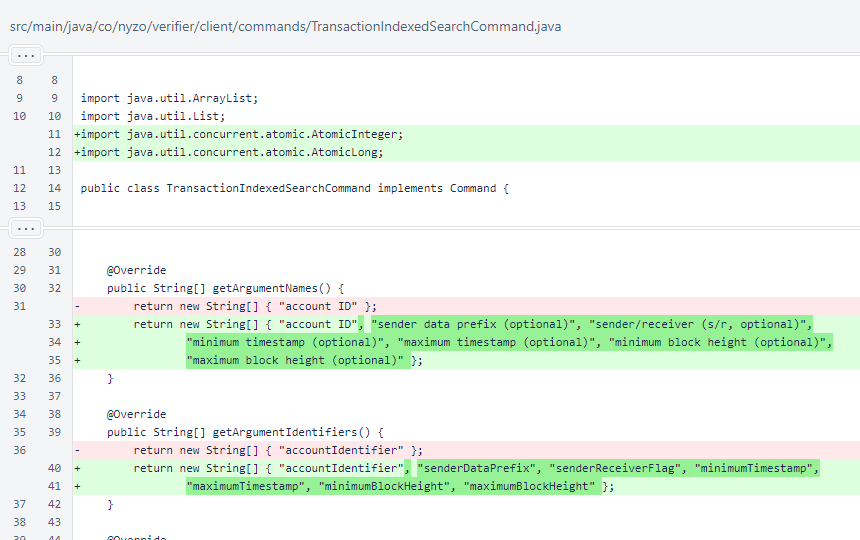 src/main/java/co/nyzo/verifier/client/commands/TransactionIndexedSearchCommand.java
...
8 8
9 9 import java.util.ArrayList;
10 10 import java.util.List;
11 +import java.util.concurrent.atomic.AtomicInteger;
12 +import java.util.concurrent.atomic.AtomicLong;
11 13
12 14 public class TransactionIndexedSearchCommand implements Command {
13 15
...
28 30
29 31 @Override
30 32 public String[] getArgumentNames() {
31 - return new String[] { "account ID" };
33 + return new String[] { "account ID", "sender data prefix (optional)", "sender/receiver (s/r, optional)",
34 + "minimum timestamp (optional)", "maximum timestamp (optional)", "minimum block height (optional)",
35 + "maximum block height (optional)" };
32 36 }
33 37
34 38 @Override
35 39 public String[] getArgumentIdentifiers() {
36 - return new String[] { "accountIdentifier" };
40 + return new String[] { "accountIdentifier", "senderDataPrefix", "senderReceiverFlag", "minimumTimestamp",
41 + "maximumTimestamp", "minimumBlockHeight", "maximumBlockHeight" };
37 42 }
38 43
39 44 @Override